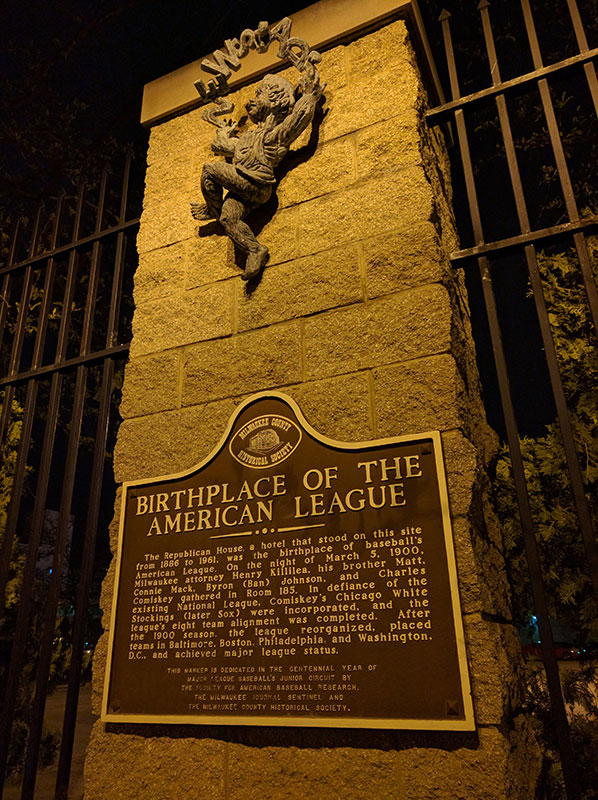 MILWAUKEE COUNTY
HISTORICAL SOCIETY
BIRTHPLACE OF THE
AMERICAN LEAGUE
The Republican House, a hotel that stood on this site
from 1886 to 1961, was the birthplace of baseball's
American League. On the night of March 5, 1900,
Milwaukee attorney Henry Killilea, his brother Matt,
Connie Mack, Byron (Ban) Johnson, and Charles
Comiskey gathered in Room 185. In defiance of the
existing National League, Comiskey's Chicago White
Stockings (later Sox) were incorporated, and the
league's eight team alignment was completed. After
the 1900 season, the league reorganized, placed
teams in Baltimore, Boston, Philadelphia, and Washington,
D.C., and achieved major league status.
THIS MARKER IS DEDICATED IN THE CENTENNIAL YEAR OF
MAJOR LEAGUE BASEBALL'S JUNIOR CIRCUIT BY
THE SOCIETY FOR AMERICAN BASEBALL RESEARCH,
THE MILWAUKEE JOURNAL SENTINEL AND
THE MILWAUKEE COUNTY HISTORICAL SOCIETY.